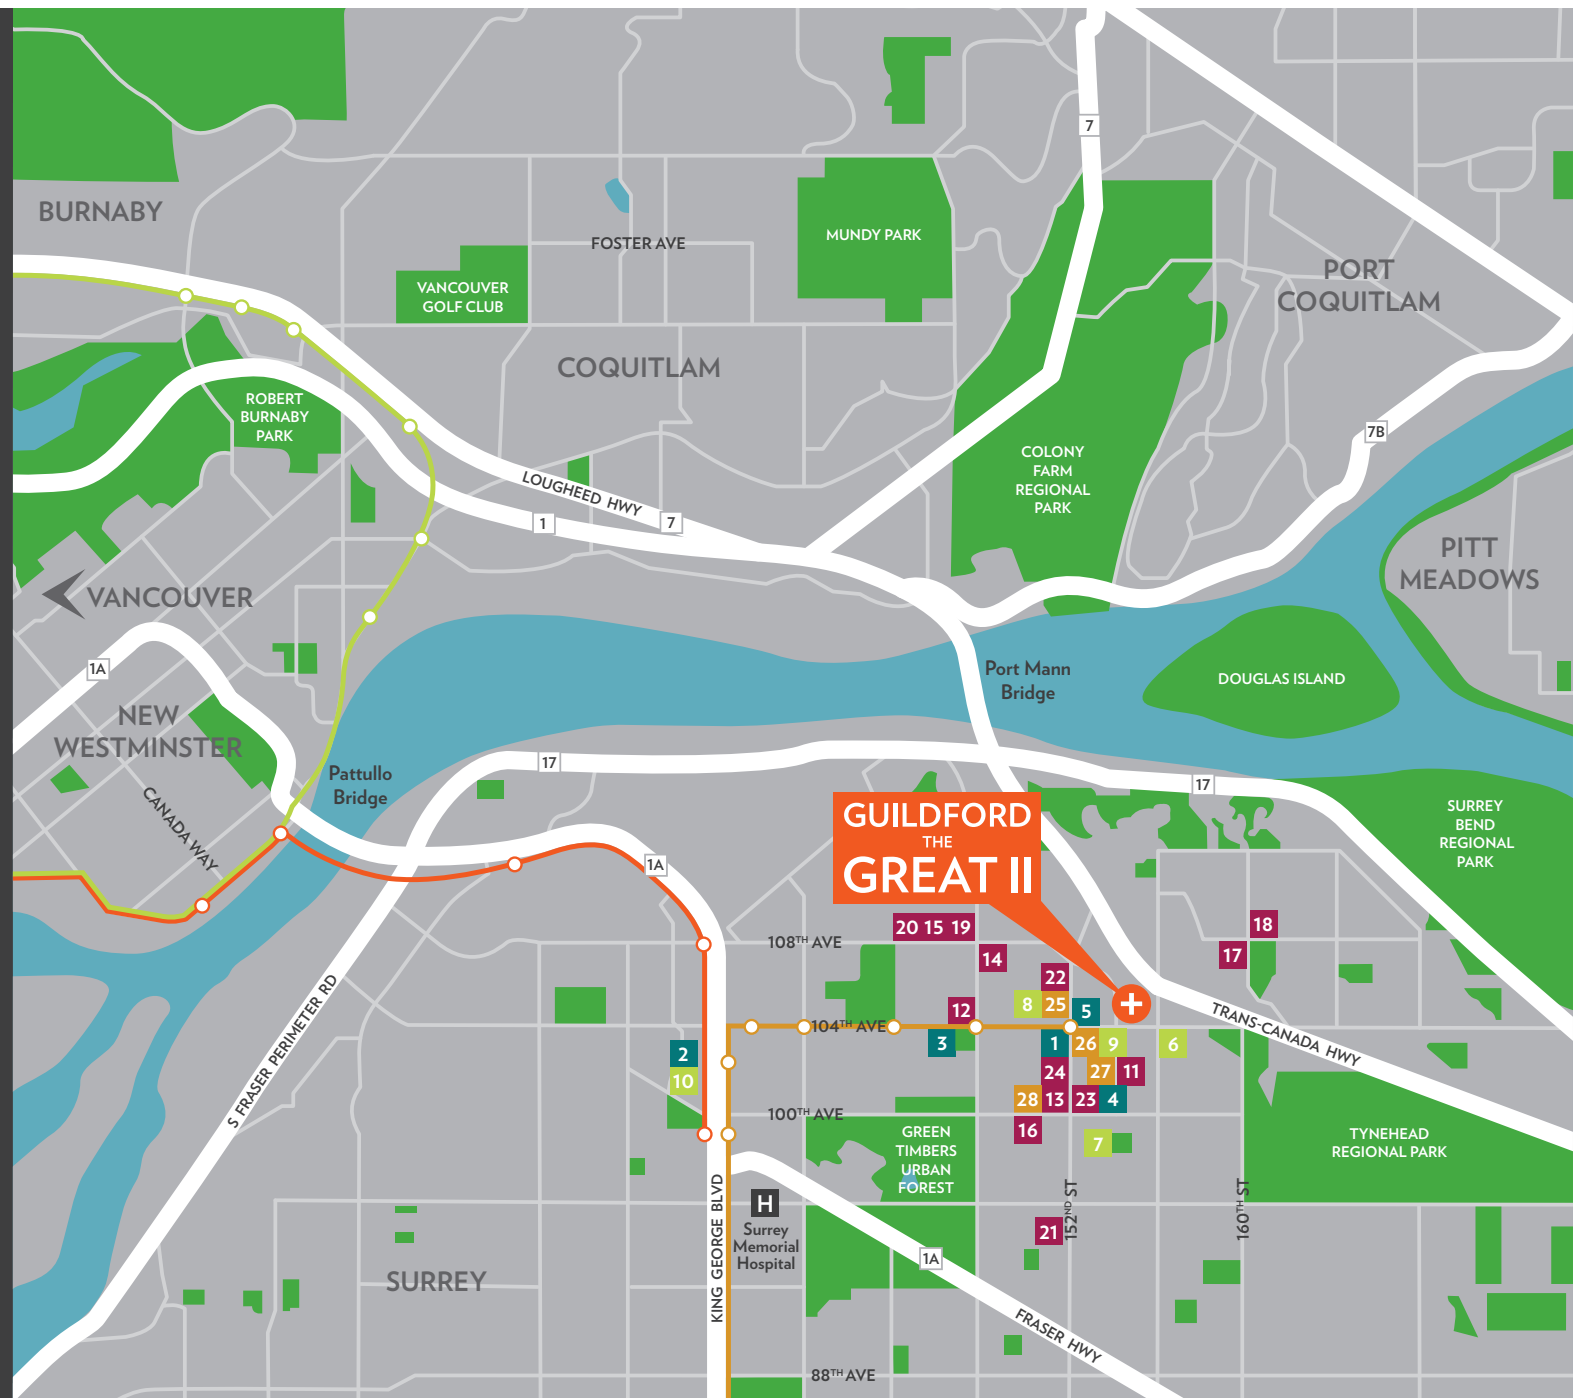 7
BURNABY
FOSTER AVE
MUNDY PARK
VANCOUVER
GOLF CLUB
PORT
COQUITLAM
COQUITLAM
ROBERT
BURNABY
PARK
7B
COLONY
FARM
REGIONAL
PARK
LOUGHEED HWY
7
1
PITT
MEADOWS
VANCOUVER
1A
Port Mann
Bridge
DOUGLAS ISLAND
NEW
WESTMINSTER
Pattullo
Bridge
CANADA WAY
17
17
SURREY
BEND
REGIONAL
PARK
GUILDFORD
THE
GREAT II
1A
20 15 19
18
108TH AVE
17
14
22
8 25
5
12
104TH AVE
TRANS-CANADA HWY
3
1
26 9
6
2
10
24
27 11
28 13
23 4
100TH AVE
16
7
S FRASER PERIMETER RD
GREEN
TIMBERS
URBAN
FOREST
TYNEHEAD
REGIONAL PARK
H
Surrey
Memorial
Hospital
KING GEORGE BLVD
152ND ST
160TH ST
21
1A
SURREY
FRASER HWY
88TH AVE